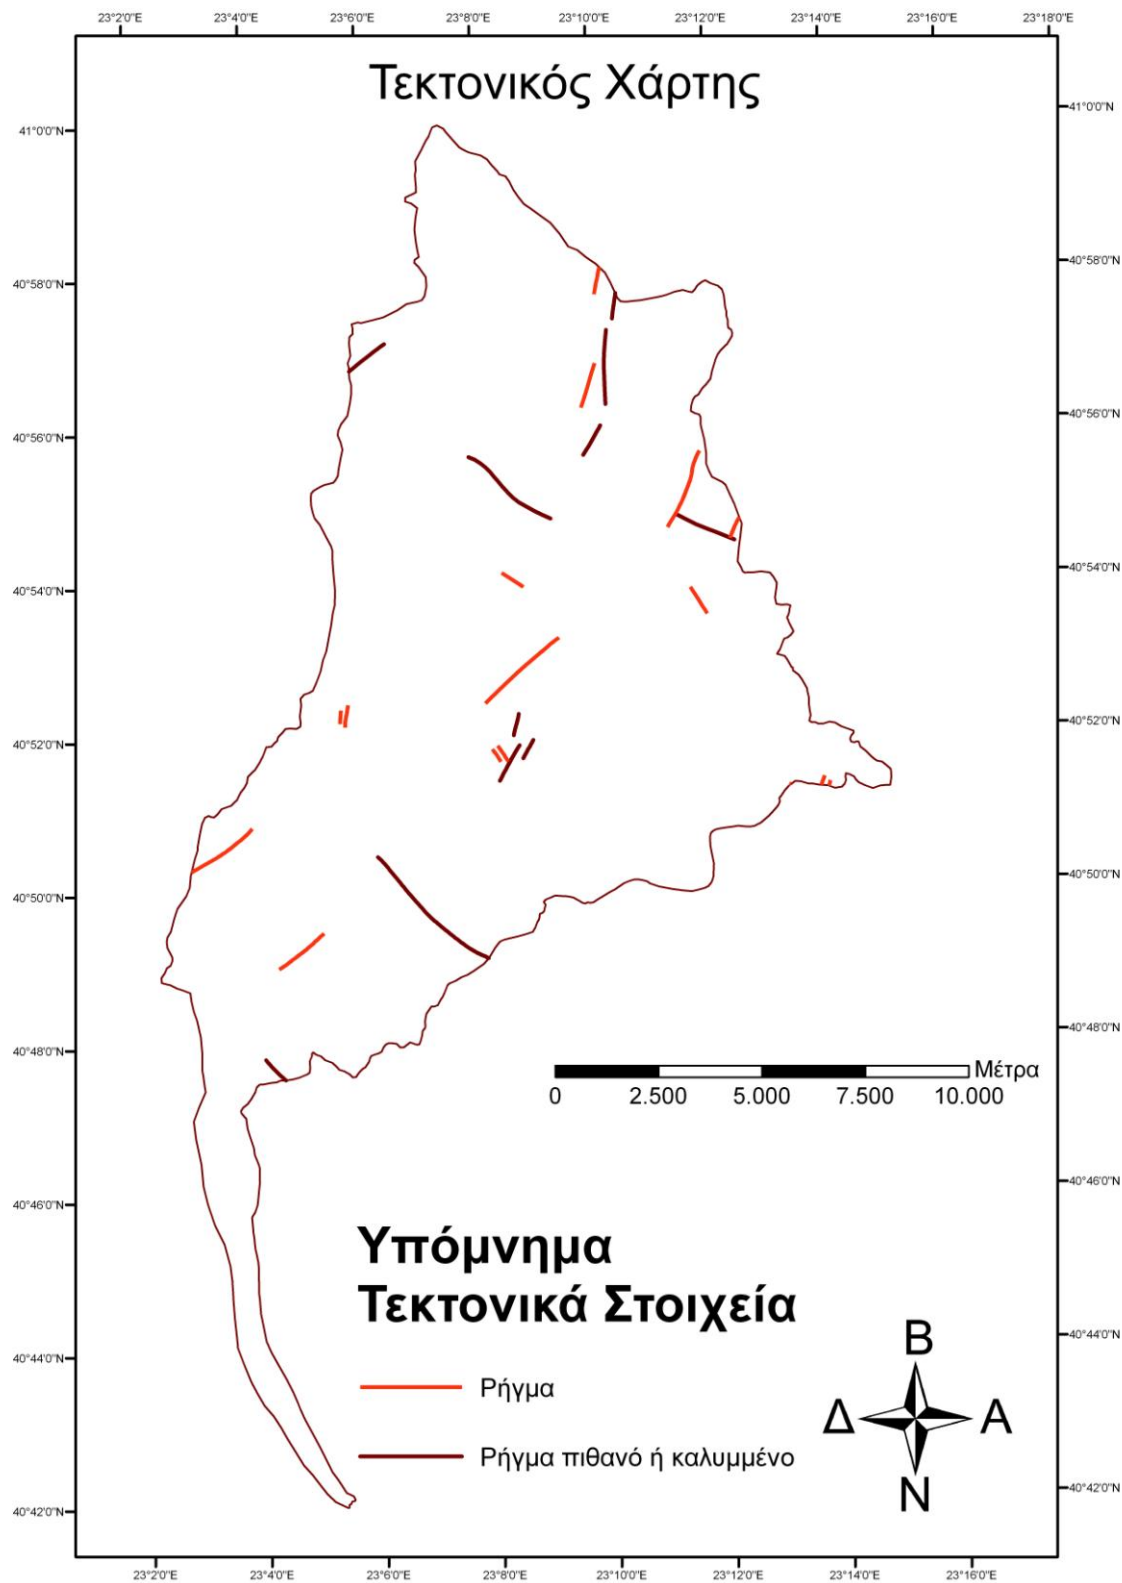 23°2'0"E 23°4'0"E 23°6'0"E 23°8'0"E 23°10'0"E 23°12'0"E 23°14'0"E 23°16'0"E 23°18'0"E
Τεκτονικός Χάρτης
41°0'0"N
41°0'0"N
40°58'0"N
40°58'0"N
40°56'0"N
40°56'0"N
40°54'0"N
40°54'0"N
40°52'0"N
40°52'0"N
40°50'0"N
40°50'0"N
40°48'0"N
40°48'0"N
Μέτρα
0 2.500 5.000 7.500 10.000
40°46'0"N
40°46'0"N
Υπόμνημα
Τεκτονικά Στοιχεία
40°44'0"N
40°44'0"N
Β
Ρήγμα
Δ Α
Ρήγμα πιθανό ή καλυμμένο
Ν
40°42'0"N
40°42'0"N
23°2'0"E 23°4'0"E 23°6'0"E 23°8'0"E 23°10'0"E 23°12'0"E 23°14'0"E 23°16'0"E